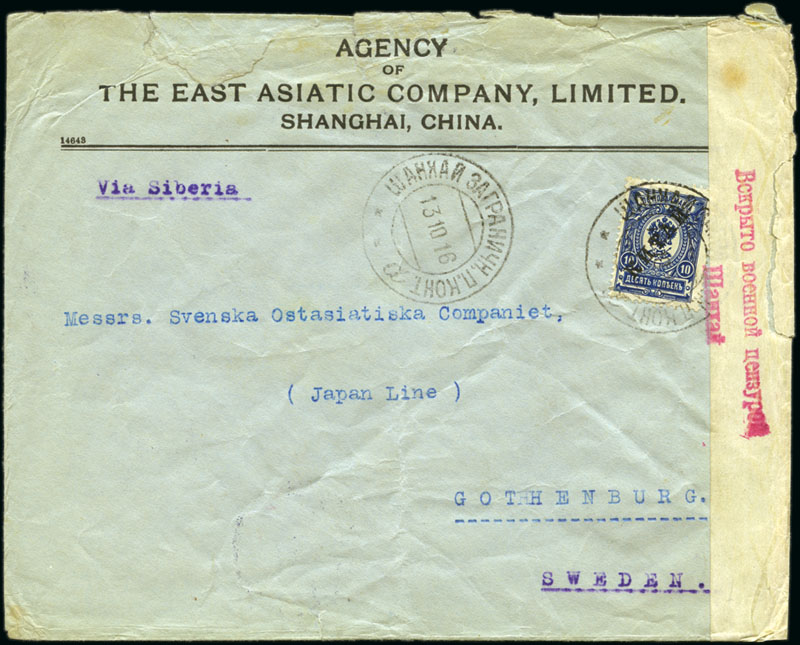 AGENCY
OF
THE EAST ASIATIC COMPANY, LIMITED.
SHANGHAI, CHINA.
14643
Via Siberia
ШАНХАЙ ЗАГРАНИЧН.П.КОНТ.
13 10 16
10 10
ДЕСЯТЬ КОПѢЕКЪ
Messrs. Svenska Ostasiatiska Companiet,
( Japan Line )
GOTHENBURG.
SWEDEN.
Вскрыто военной цензурой
Шанхай